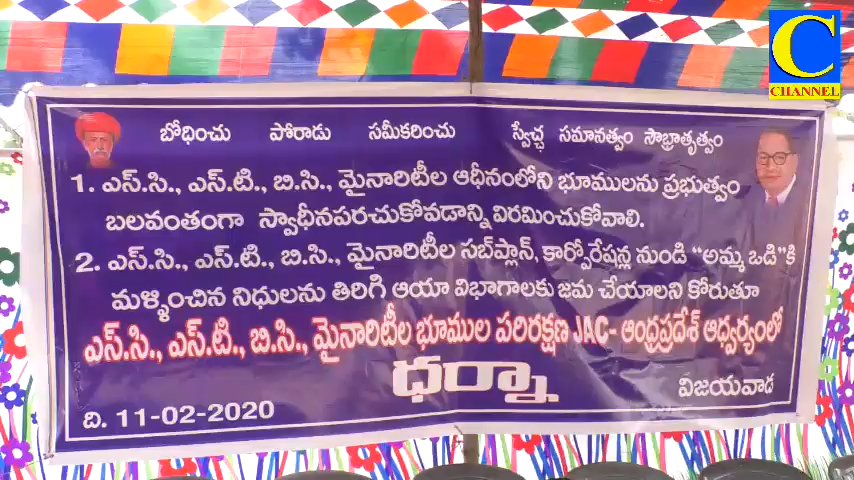 C
CHANNEL
బోధించు పోరాడు సమీకరించు స్వేచ్ఛ సమానత్వం సౌభ్రాతృత్వం
1. ఎస్.సి., ఎస్.టి., బి.సి., మైనారిటీల ఆధీనంలోని భూములను ప్రభుత్వం
బలవంతంగా స్వాధీనపరచుకోవడాన్ని విరమించుకోవాలి.
2. ఎస్.సి., ఎస్.టి., బి.సి., మైనారిటీల సబ్‌ప్లాన్, కార్పోరేషన్ల నుండి "అమ్మ ఒడి"కి
మళ్ళించిన నిధులను తిరిగి ఆయా విభాగాలకు జమ చేయాలని కోరుతూ
ఎస్.సి., ఎస్.టి., బి.సి., మైనారిటీల భూముల పరిరక్షణ JAC- ఆంధ్రప్రదేశ్ ఆధ్వర్యంలో
ధర్నా
ది. 11-02-2020 విజయవాడ